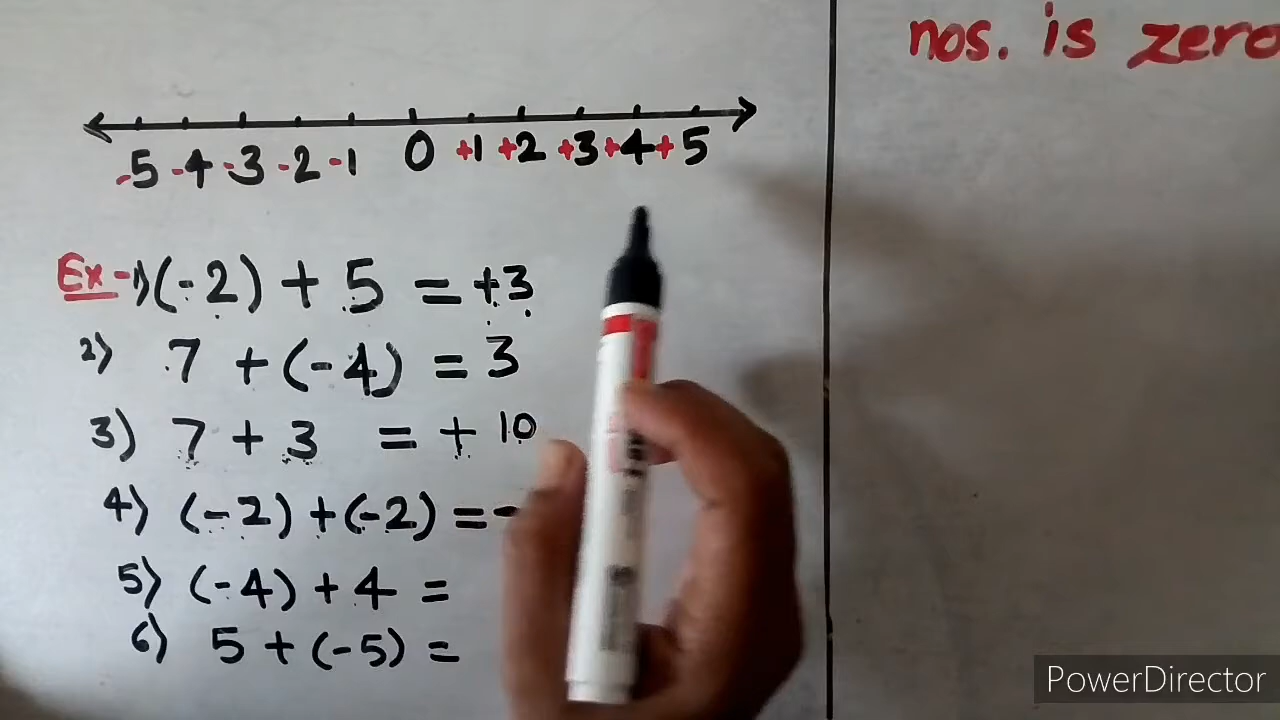 -5 -4 -3 -2 -1 0 +1 +2 +3 +4 +5
Ex-1) (-2) + 5 = +3
2) 7 + (-4) = 3
3) 7 + 3 = + 10
4) (-2) + (-2) = -
5) (-4) + 4 =
6) 5 + (-5) =
nos. is zero
PowerDirector